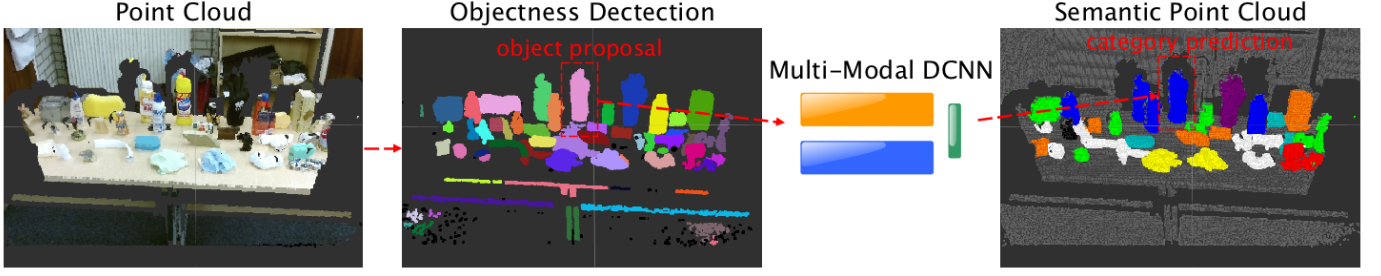 Point Cloud
Objectness Dectection
object proposal
Multi-Modal DCNN
Semantic Point Cloud
category prediction